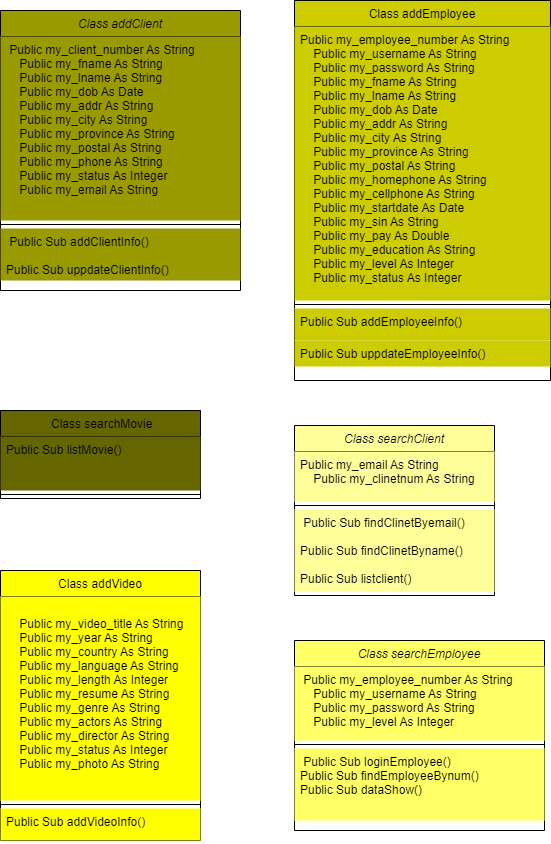 Class addClient
Public my_client_number As String
Public my_fname As String
Public my_lname As String
Public my_dob As Date
Public my_addr As String
Public my_city As String
Public my_province As String
Public my_postal As String
Public my_phone As String
Public my_status As Integer
Public my_email As String
Public Sub addClientInfo()
Public Sub uppdateClientInfo()
Class addEmployee
Public my_employee_number As String
Public my_username As String
Public my_password As String
Public my_fname As String
Public my_lname As String
Public my_dob As Date
Public my_addr As String
Public my_city As String
Public my_province As String
Public my_postal As String
Public my_homephone As String
Public my_cellphone As String
Public my_startdate As Date
Public my_sin As String
Public my_pay As Double
Public my_education As String
Public my_level As Integer
Public my_status As Integer
Public Sub addEmployeeInfo()
Public Sub uppdateEmployeeInfo()
Class searchMovie
Public Sub listMovie()
Class searchClient
Public my_email As String
Public my_clinetnum As String
Public Sub findClinetByemail()
Public Sub findClinetByname()
Public Sub listclient()
Class addVideo
Public my_video_title As String
Public my_year As String
Public my_country As String
Public my_language As String
Public my_length As Integer
Public my_resume As String
Public my_genre As String
Public my_actors As String
Public my_director As String
Public my_status As Integer
Public my_photo As String
Public Sub addVideoInfo()
Class searchEmployee
Public my_employee_number As String
Public my_username As String
Public my_password As String
Public my_level As Integer
Public Sub loginEmployee()
Public Sub findEmployeeBynum()
Public Sub dataShow()